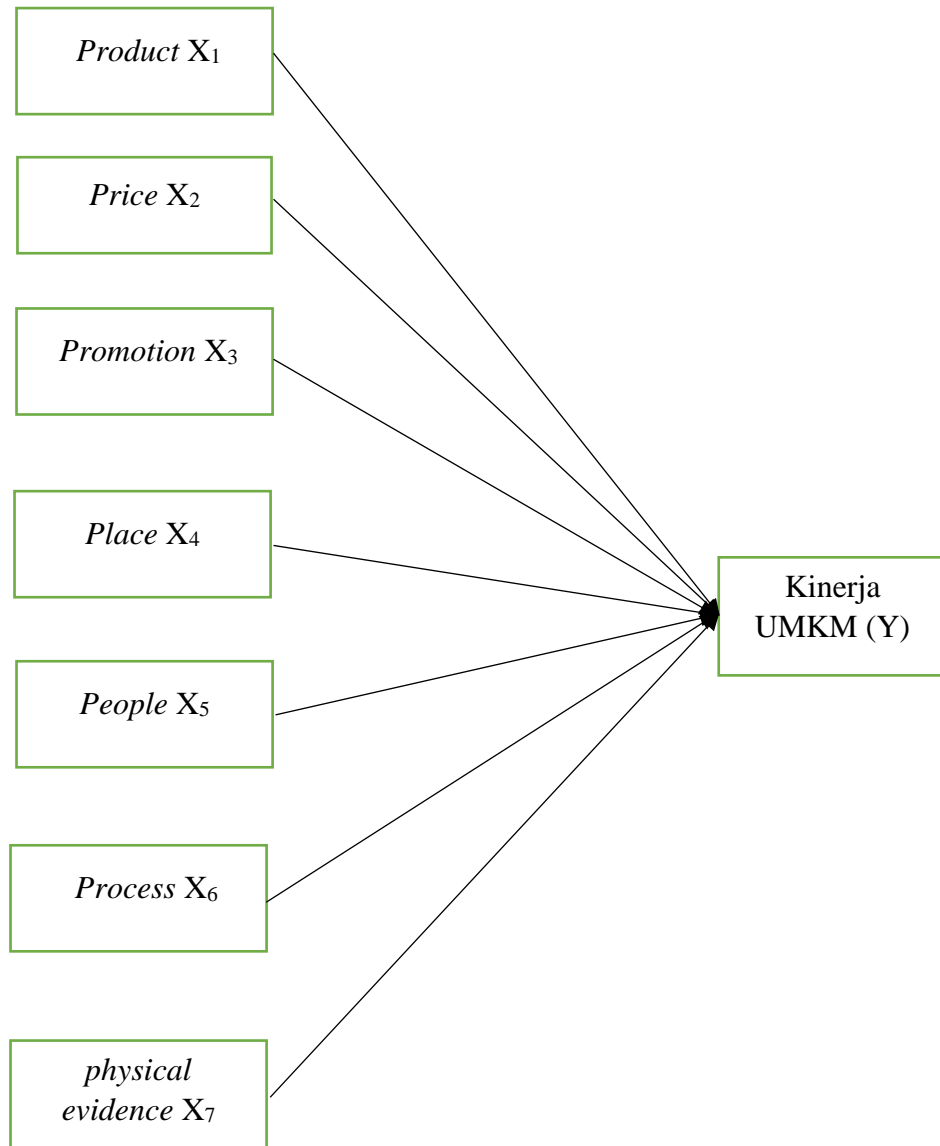 Product X₁
Price X₂
Promotion X₃
Place X₄
Kinerja
UMKM (Y)
People X₅
Process X₆
physical
evidence X₇